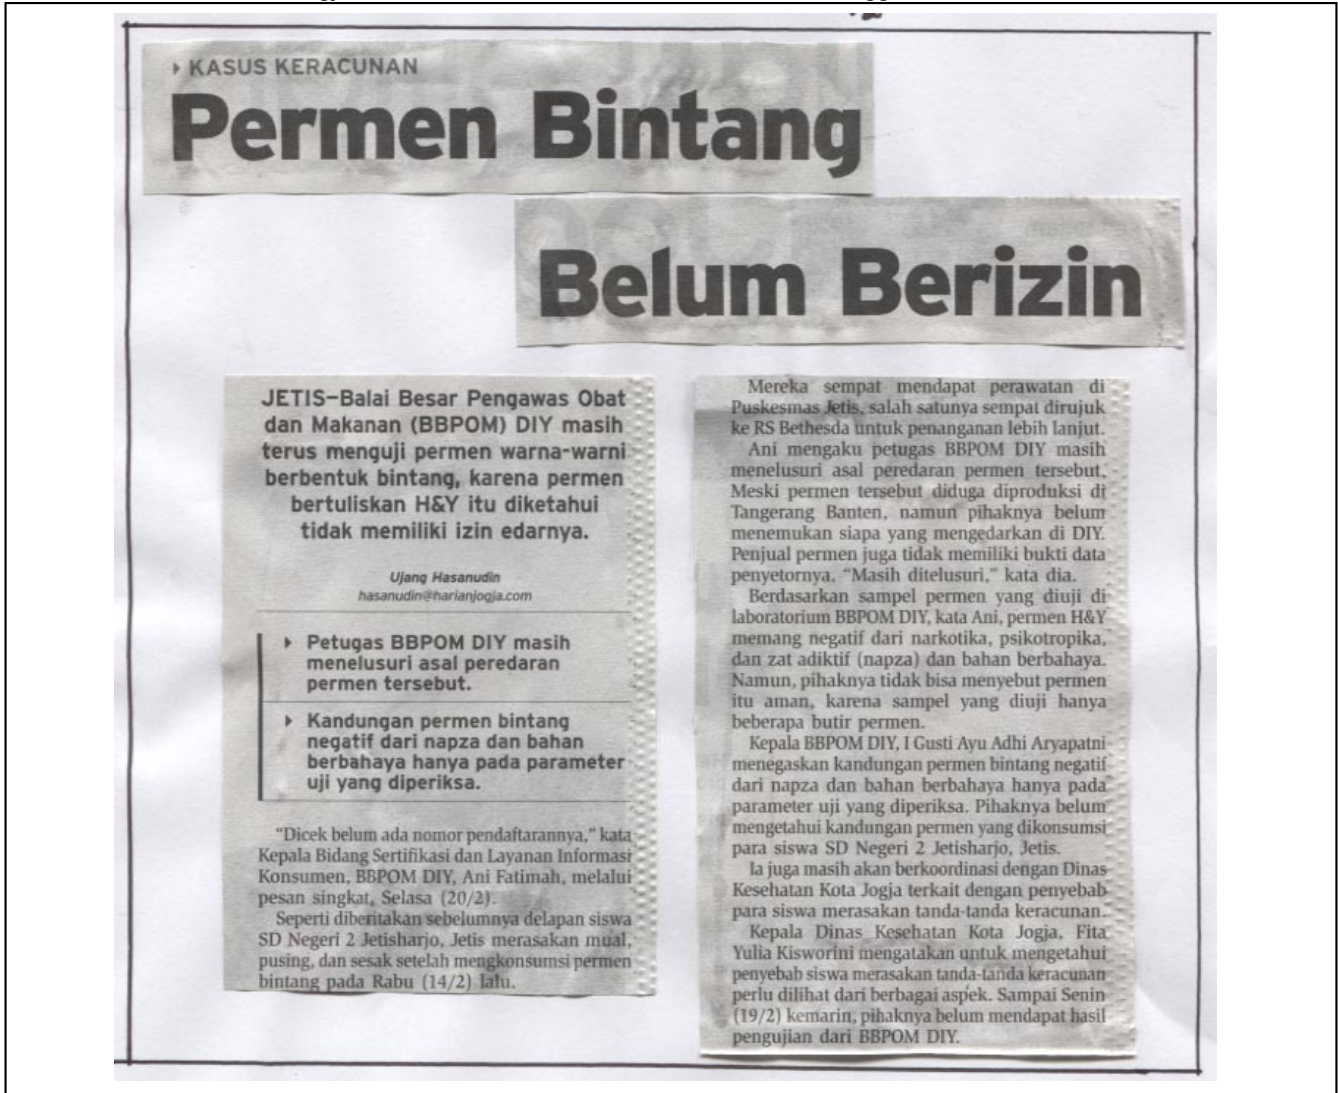 KASUS KERACUNAN
Permen Bintang
Belum Berizin
JETIS–Balai Besar Pengawas Obat
dan Makanan (BBPOM) DIY masih
terus menguji permen warna-warni
berbentuk bintang, karena permen
bertuliskan H&Y itu diketahui
tidak memiliki izin edarnya.
Ujang Hasanudin
hasanudin@harianjogja.com
Petugas BBPOM DIY masih
menelusuri asal peredaran
permen tersebut.
Kandungan permen bintang
negatif dari napza dan bahan
berbahaya hanya pada parameter
uji yang diperiksa.
"Dicek belum ada nomor pendaftarannya," kata
Kepala Bidang Sertifikasi dan Layanan Informasi
Konsumen, BBPOM DIY, Ani Fatimah, melalui
pesan singkat, Selasa (20/2).
Seperti diberitakan sebelumnya delapan siswa
SD Negeri 2 Jetisharjo, Jetis merasakan mual,
pusing, dan sesak setelah mengkonsumsi permen
bintang pada Rabu (14/2) lalu.
Mereka sempat mendapat perawatan di
Puskesmas Jetis, salah satunya sempat dirujuk
ke RS Bethesda untuk penanganan lebih lanjut.
Ani mengaku petugas BBPOM DIY masih
menelusuri asal peredaran permen tersebut.
Meski permen tersebut diduga diproduksi di
Tangerang Banten, namun pihaknya belum
menemukan siapa yang mengedarkan di DIY.
Penjual permen juga tidak memiliki bukti data
penyetornya. "Masih ditelusuri," kata dia.
Berdasarkan sampel permen yang diuji di
laboratorium BBPOM DIY, kata Ani, permen H&Y
memang negatif dari narkotika, psikotropika,
dan zat adiktif (napza) dan bahan berbahaya.
Namun, pihaknya tidak bisa menyebut permen
itu aman, karena sampel yang diuji hanya
beberapa butir permen.
Kepala BBPOM DIY, I Gusti Ayu Adhi Aryapatni
menegaskan kandungan permen bintang negatif
dari napza dan bahan berbahaya hanya pada
parameter uji yang diperiksa. Pihaknya belum
mengetahui kandungan permen yang dikonsumsi
para siswa SD Negeri 2 Jetisharjo, Jetis.
Ia juga masih akan berkoordinasi dengan Dinas
Kesehatan Kota Jogja terkait dengan penyebab
para siswa merasakan tanda-tanda keracunan.
Kepala Dinas Kesehatan Kota Jogja, Fita
Yulia Kisworini mengatakan untuk mengetahui
penyebab siswa merasakan tanda-tanda keracunan
perlu dilihat dari berbagai aspek. Sampai Senin
(19/2) kemarin, pihaknya belum mendapat hasil
pengujian dari BBPOM DIY.